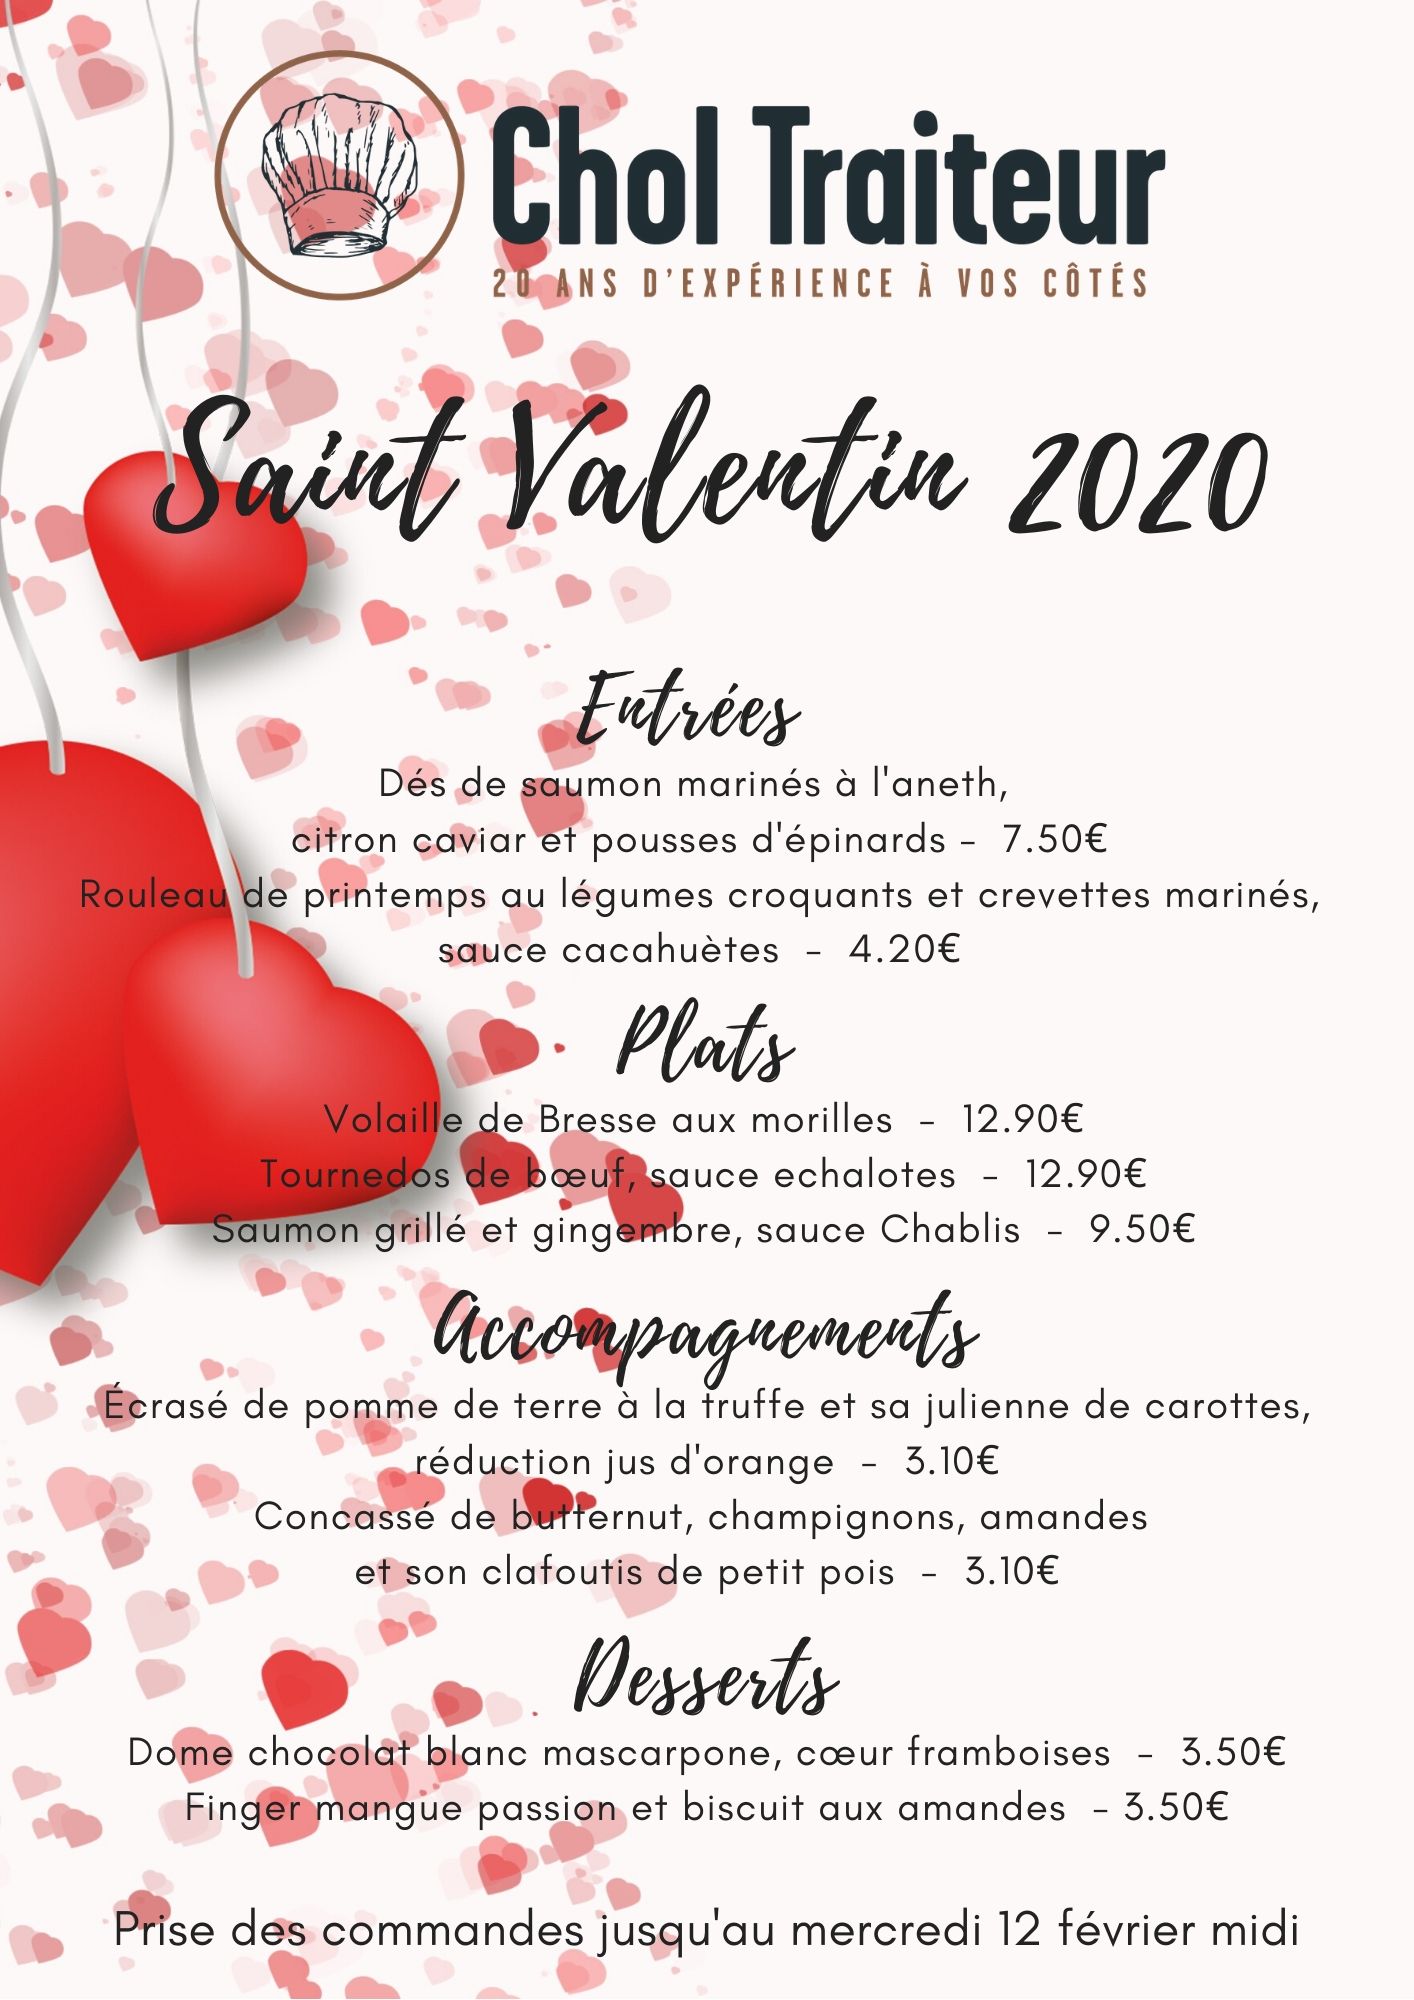 Chol Traiteur
20 ANS D'EXPÉRIENCE À VOS CÔTÉS
Saint Valentin 2020
Entrées
Dés de saumon marinés à l'aneth,
citron caviar et pousses d'épinards - 7.50€
Rouleau de printemps au légumes croquants et crevettes marinés,
sauce cacahuètes - 4.20€
Plats
Volaille de Bresse aux morilles - 12.90€
Tournedos de bœuf, sauce echalotes - 12.90€
Saumon grillé et gingembre, sauce Chablis - 9.50€
Accompagnements
Écrasé de pomme de terre à la truffe et sa julienne de carottes,
réduction jus d'orange - 3.10€
Concassé de butternut, champignons, amandes
et son clafoutis de petit pois - 3.10€
Desserts
Dome chocolat blanc mascarpone, cœur framboises - 3.50€
Finger mangue passion et biscuit aux amandes - 3.50€
Prise des commandes jusqu'au mercredi 12 février midi